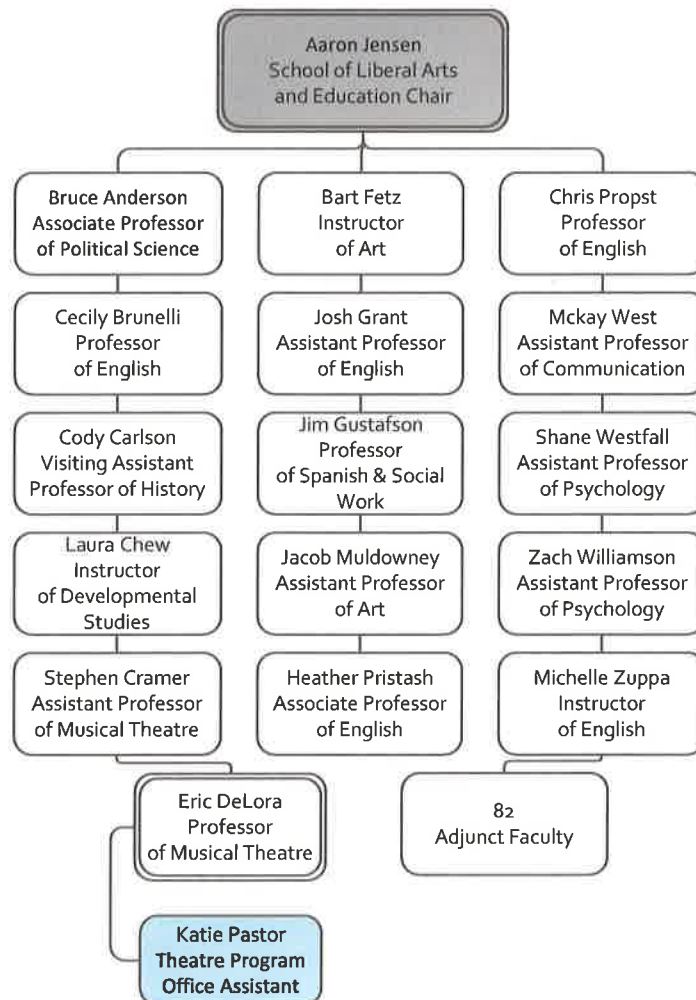 Aaron Jensen
School of Liberal Arts
and Education Chair
Bruce Anderson
Associate Professor
of Political Science
Cecily Brunelli
Professor
of English
Cody Carlson
Visiting Assistant
Professor of History
Laura Chew
Instructor
of Developmental
Studies
Stephen Cramer
Assistant Professor
of Musical Theatre
Eric DeLora
Professor
of Musical Theatre
Katie Pastor
Theatre Program
Office Assistant
Bart Fetz
Instructor
of Art
Josh Grant
Assistant Professor
of English
Jim Gustafson
Professor
of Spanish & Social
Work
Jacob Muldowney
Assistant Professor
of Art
Heather Pristash
Associate Professor
of English
Chris Propst
Professor
of English
Mckay West
Assistant Professor
of Communication
Shane Westfall
Assistant Professor
of Psychology
Zach Williamson
Assistant Professor
of Psychology
Michelle Zuppa
Instructor
of English
82
Adjunct Faculty